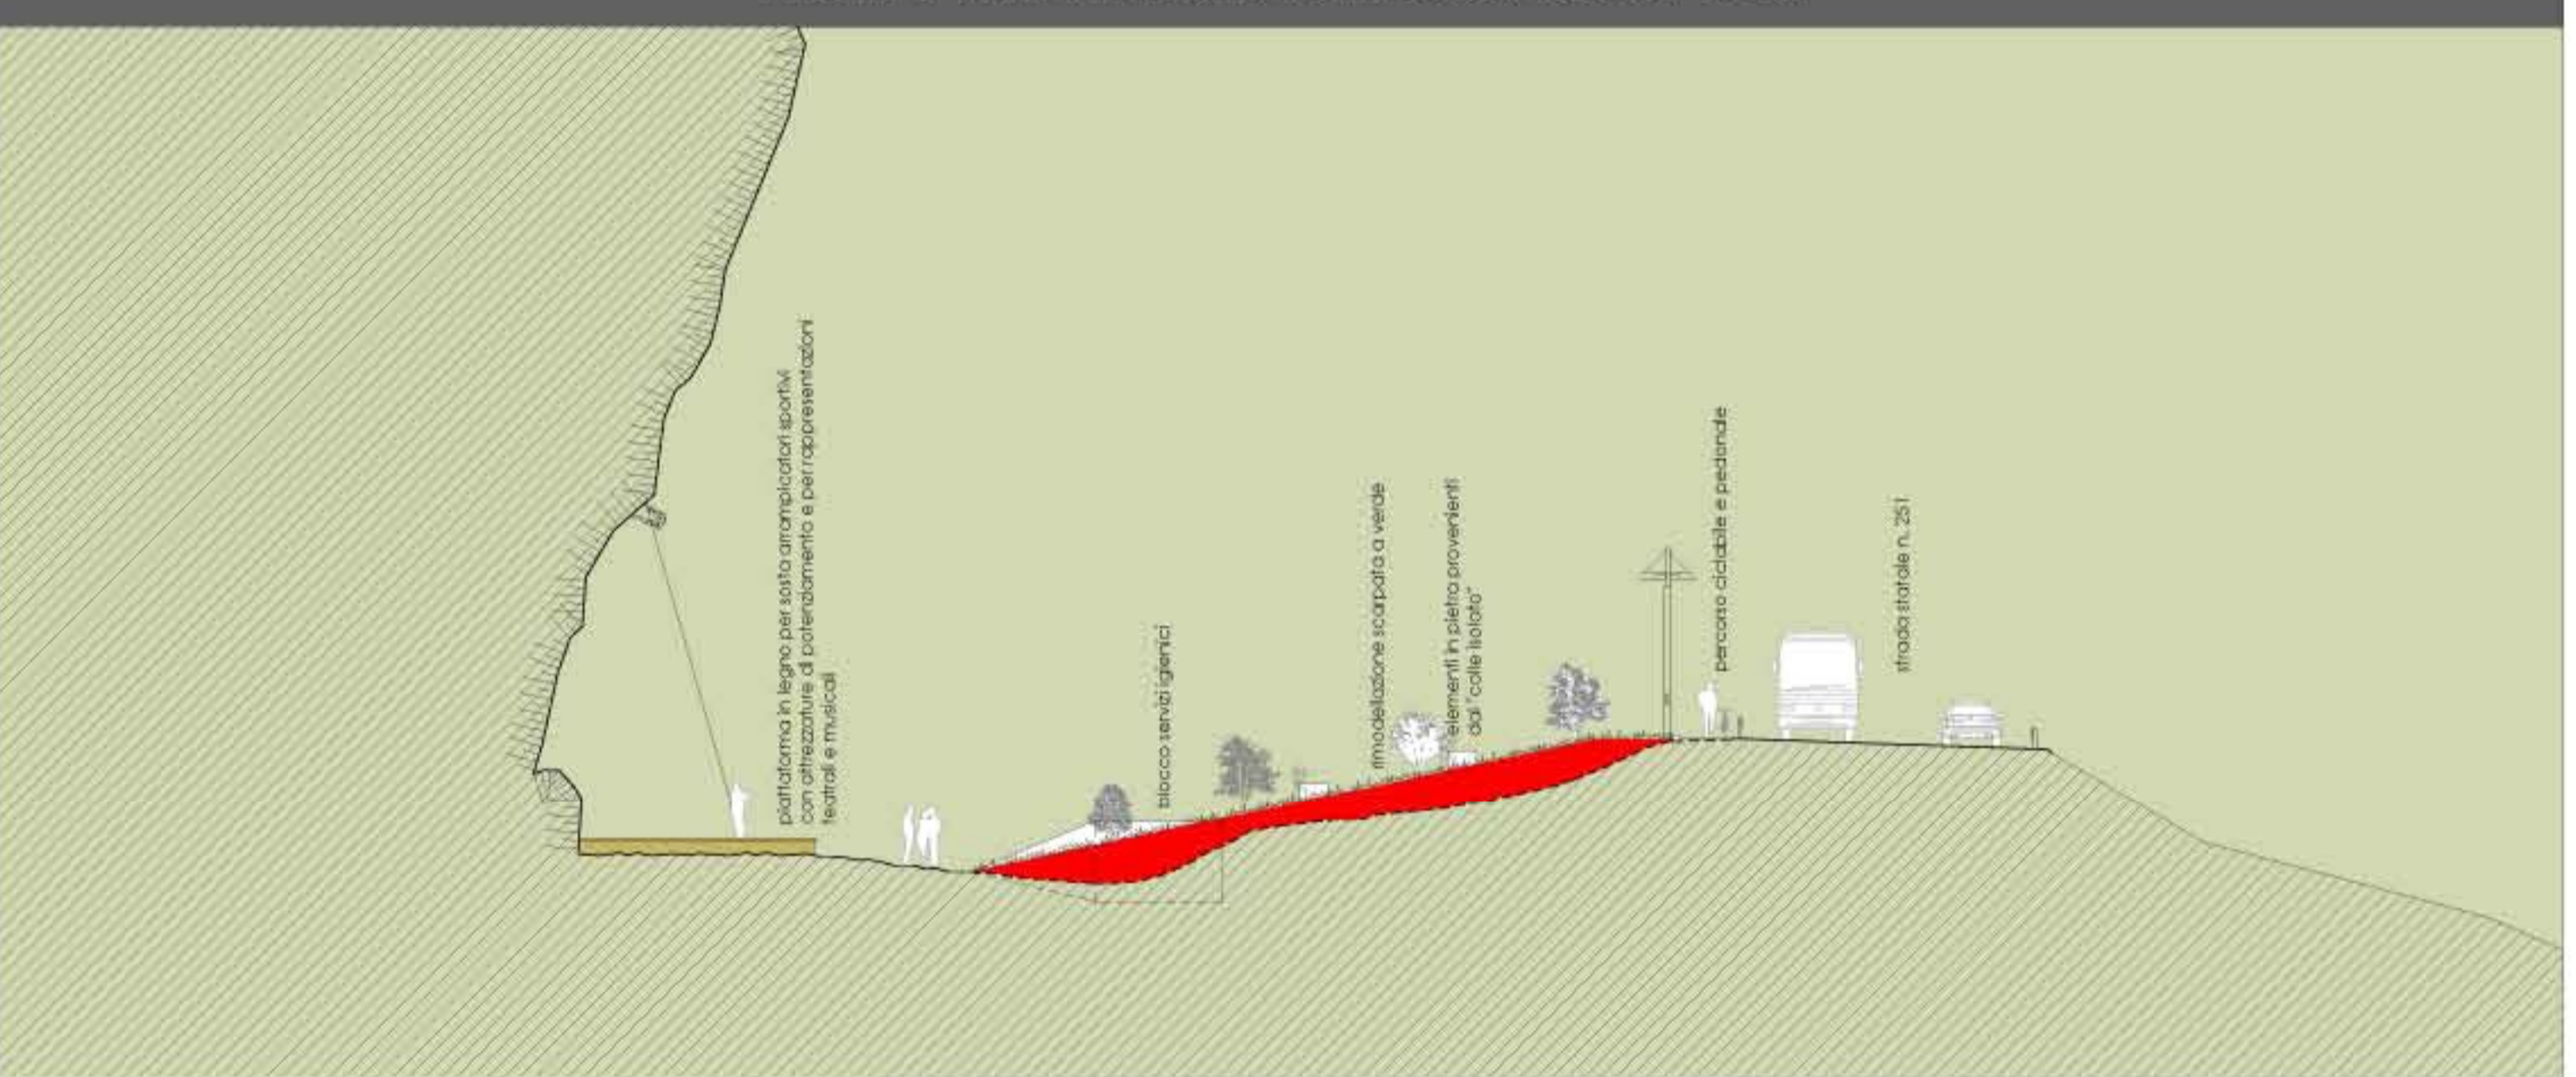 piattaforma in legno per sosta arrampicatori sportivi
con attrezzature di potenziamento e per rappresentazioni
teatrali e musicali
blocco servizi igenici
rimodellazione scarpata a verde
elementi in pietra provenienti
dal "colle isolato"
percorso ciclabile e pedonale
strada statale n. 251